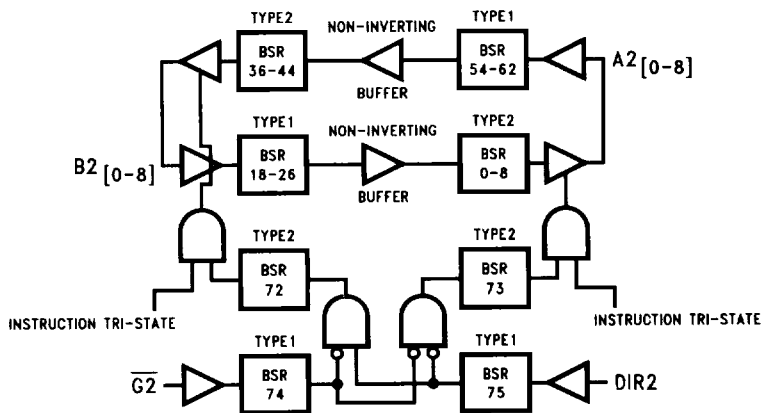 TYPE2 NON-INVERTING TYPE1
BSR
36-44
BSR
54-62
A2[0-8]
BUFFER
TYPE1 NON-INVERTING TYPE2
B2[0-8]
BSR
18-26
BSR
0-8
BUFFER
TYPE2 TYPE2
BSR
72
BSR
73
INSTRUCTION TRI-STATE
INSTRUCTION TRI-STATE
TYPE1 TYPE1
G2
BSR
74
BSR
75
DIR2